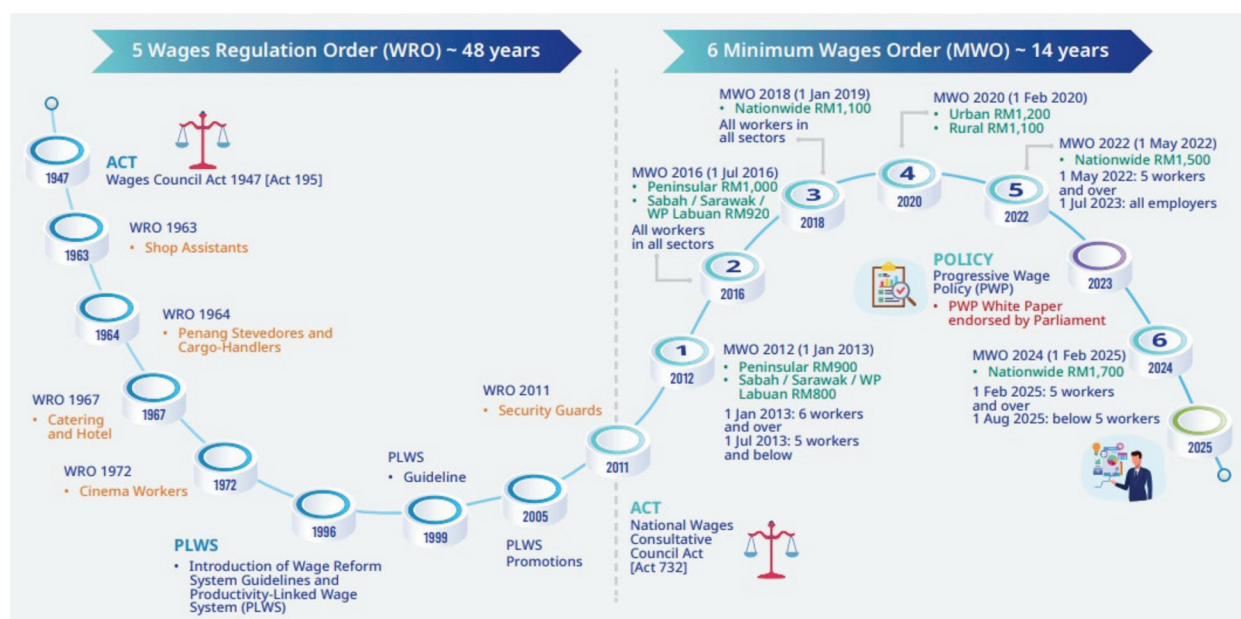 5 Wages Regulation Order (WRO) ~ 48 years
1947
ACT
Wages Council Act 1947 [Act 195]
1963
WRO 1963
• Shop Assistants
1964
WRO 1964
• Penang Stevedores and
Cargo-Handlers
1967
WRO 1967
• Catering
and Hotel
1972
WRO 1972
• Cinema Workers
1996
PLWS
• Introduction of Wage Reform
System Guidelines and
Productivity-Linked Wage
System (PLWS)
1999
PLWS
• Guideline
2005
PLWS
Promotions
2011
WRO 2011
• Security Guards
ACT
National Wages
Consultative
Council Act
[Act 732]
6 Minimum Wages Order (MWO) ~ 14 years
1
2012
MWO 2012 (1 Jan 2013)
• Peninsular RM900
• Sabah / Sarawak / WP
Labuan RM800
1 Jan 2013: 6 workers
and over
1 Jul 2013: 5 workers
and below
2
2016
MWO 2016 (1 Jul 2016)
• Peninsular RM1,000
• Sabah / Sarawak /
WP Labuan RM920
All workers
in all sectors
3
2018
MWO 2018 (1 Jan 2019)
• Nationwide RM1,100
All workers in
all sectors
4
2020
MWO 2020 (1 Feb 2020)
• Urban RM1,200
• Rural RM1,100
5
2022
MWO 2022 (1 May 2022)
• Nationwide RM1,500
1 May 2022: 5 workers
and over
1 Jul 2023: all employers
2023
POLICY
Progressive Wage
Policy (PWP)
• PWP White Paper
endorsed by Parliament
6
2024
MWO 2024 (1 Feb 2025)
• Nationwide RM1,700
1 Feb 2025: 5 workers
and over
1 Aug 2025: below 5 workers
2025